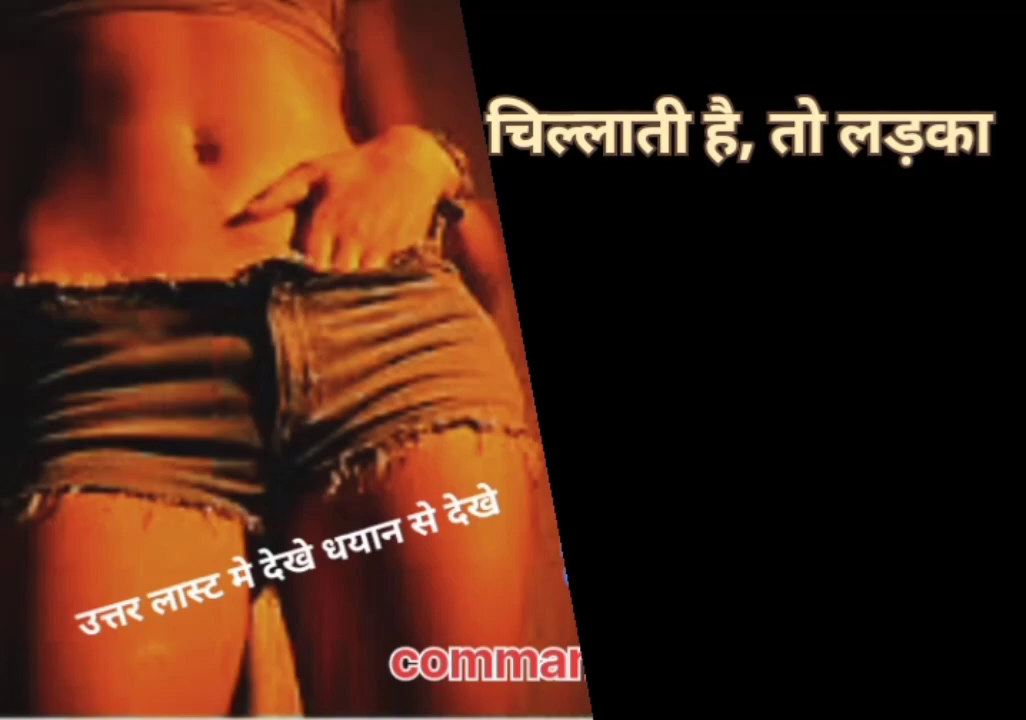 चिल्लाती है, तो लड़का
उत्तर लास्ट मे देखे धयान से देखे